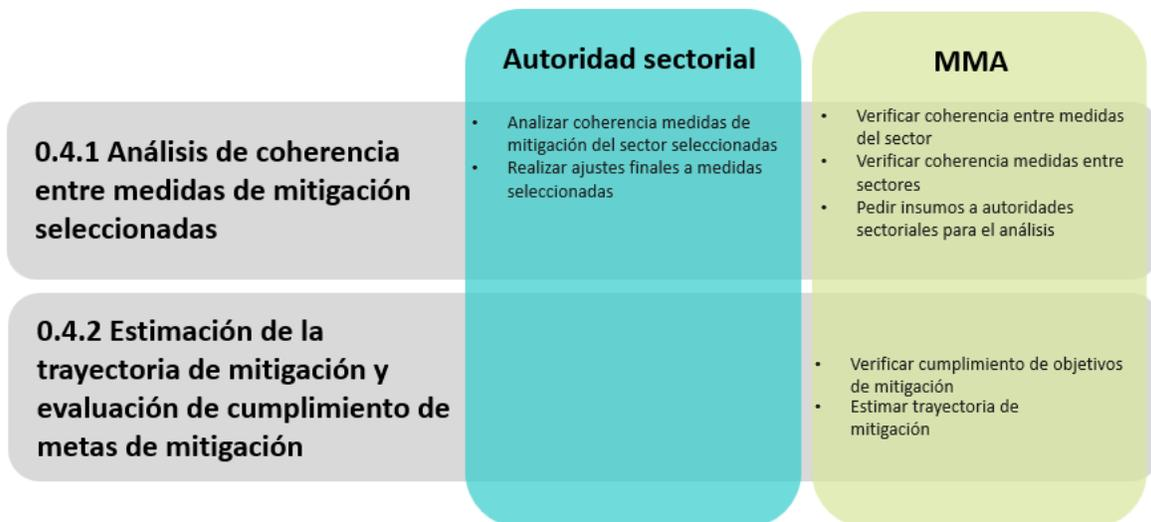 Autoridad sectorial
MMA
0.4.1 Análisis de coherencia
entre medidas de mitigación
seleccionadas
• Analizar coherencia medidas de
mitigación del sector seleccionadas
• Realizar ajustes finales a medidas
seleccionadas
• Verificar coherencia entre medidas
del sector
• Verificar coherencia medidas entre
sectores
• Pedir insumos a autoridades
sectoriales para el análisis
0.4.2 Estimación de la
trayectoria de mitigación y
evaluación de cumplimiento de
metas de mitigación
• Verificar cumplimiento de objetivos
de mitigación
• Estimar trayectoria de
mitigación